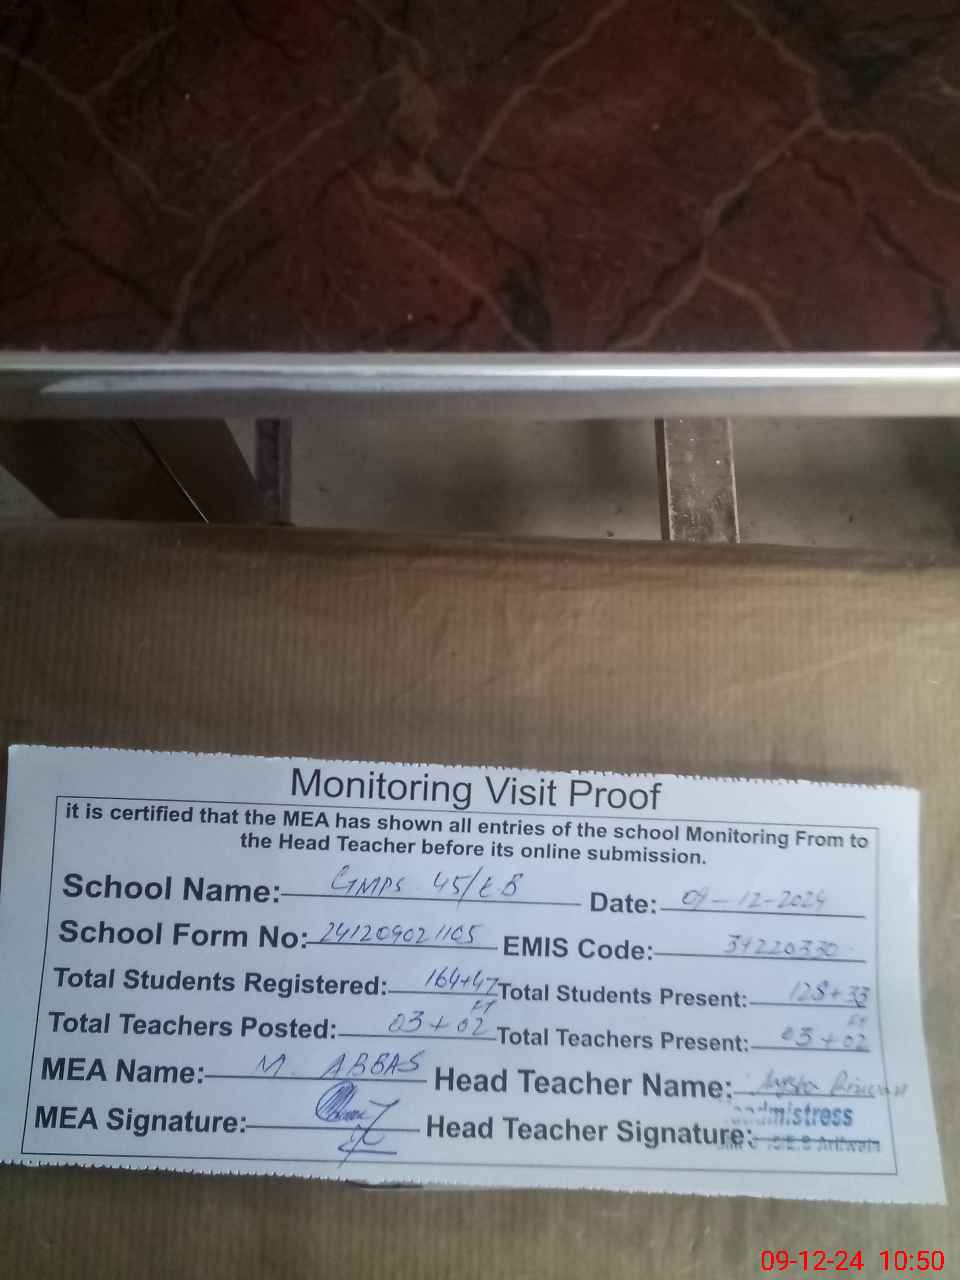 Monitoring Visit Proof
it is certified that the MEA has shown all entries of the school Monitoring From to
the Head Teacher before its online submission.
School Name: GMPS 45/EB Date: 09-12-2024
School Form No: 241209021105 EMIS Code: 39220330
Total Students Registered: 164+47 Total Students Present: 128+33
Total Teachers Posted: 03+02 Total Teachers Present: 03+02
MEA Name: M. ABBAS Head Teacher Name:
MEA Signature: Head Teacher Signature:
09-12-24 10:50